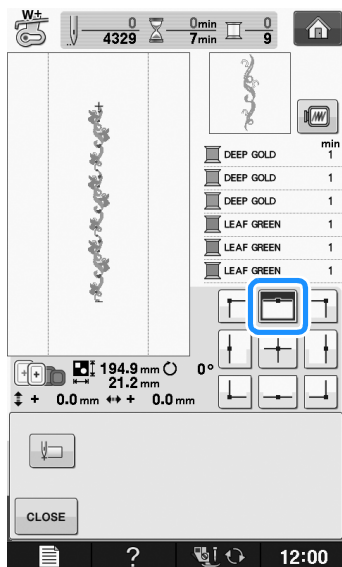 W+
0 0min 0
4329 7min 9
min
DEEP GOLD 1
DEEP GOLD 1
DEEP GOLD 1
LEAF GREEN 1
LEAF GREEN 1
LEAF GREEN 1
194.9 mm 0°
21.2 mm
+ 0.0 mm + 0.0 mm
CLOSE
? 12:00